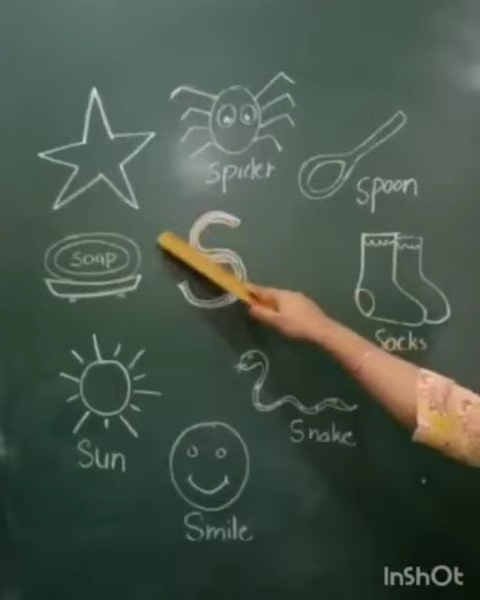 Spider
Spoon
S
Soap
Socks
Sun
Snake
Smile
InShOt